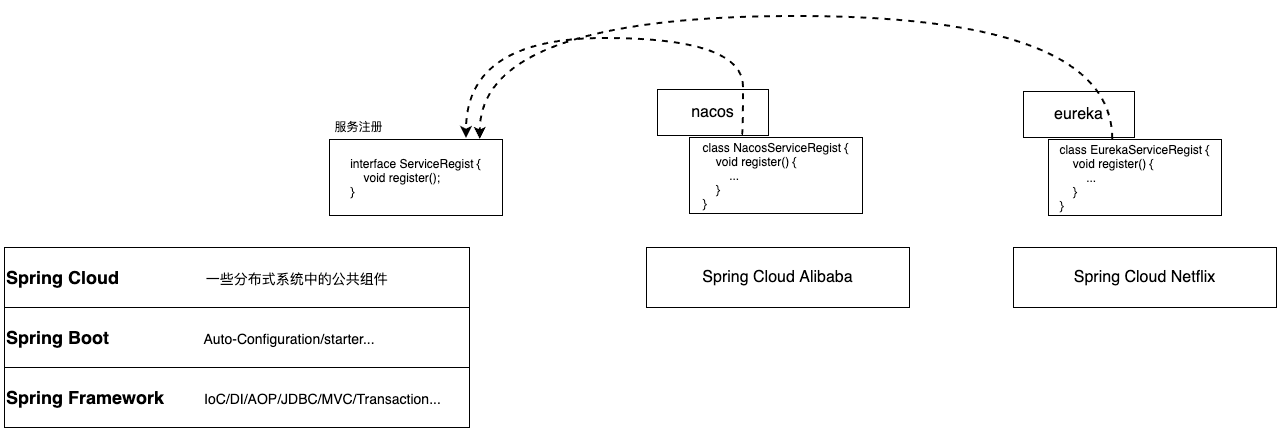 服务注册
interface ServiceRegist {
void register();
}
nacos
class NacosServiceRegist {
void register() {
...
}
}
eureka
class EurekaServiceRegist {
void register() {
...
}
}
Spring Cloud 一些分布式系统中的公共组件
Spring Boot Auto-Configuration/starter...
Spring Framework IoC/DI/AOP/JDBC/MVC/Transaction...
Spring Cloud Alibaba
Spring Cloud Netflix